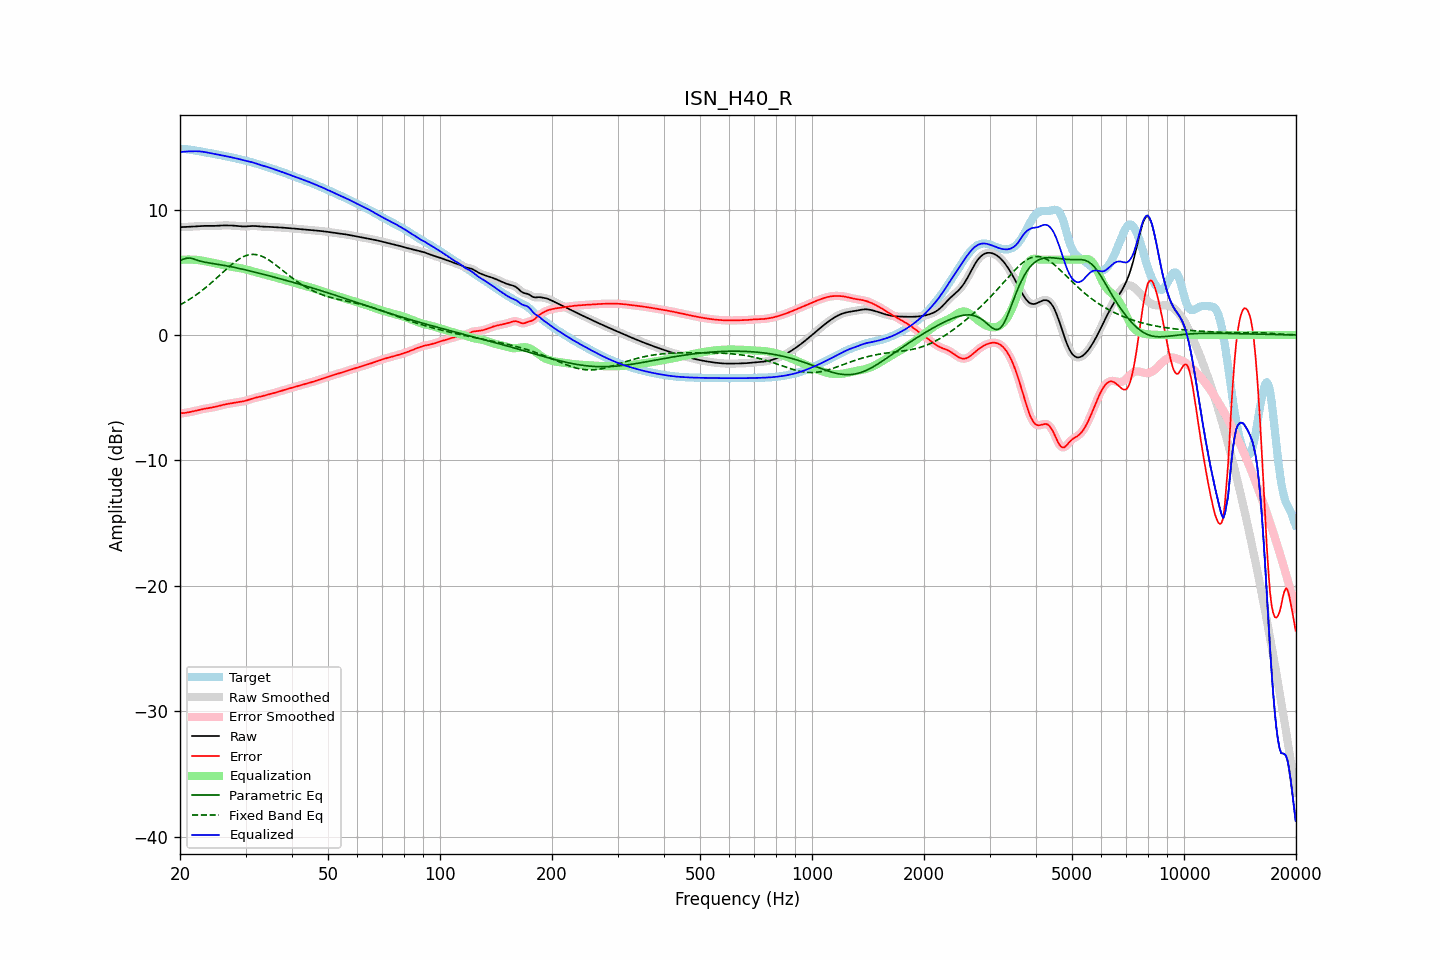 ISN_H40_R
Amplitude (dBr)
10
0
−10
−20
−30
−40
Target
Raw Smoothed
Error Smoothed
Raw
Error
Equalization
Parametric Eq
Fixed Band Eq
Equalized
20 50 100 200 500 1000 2000 5000 10000 20000
Frequency (Hz)